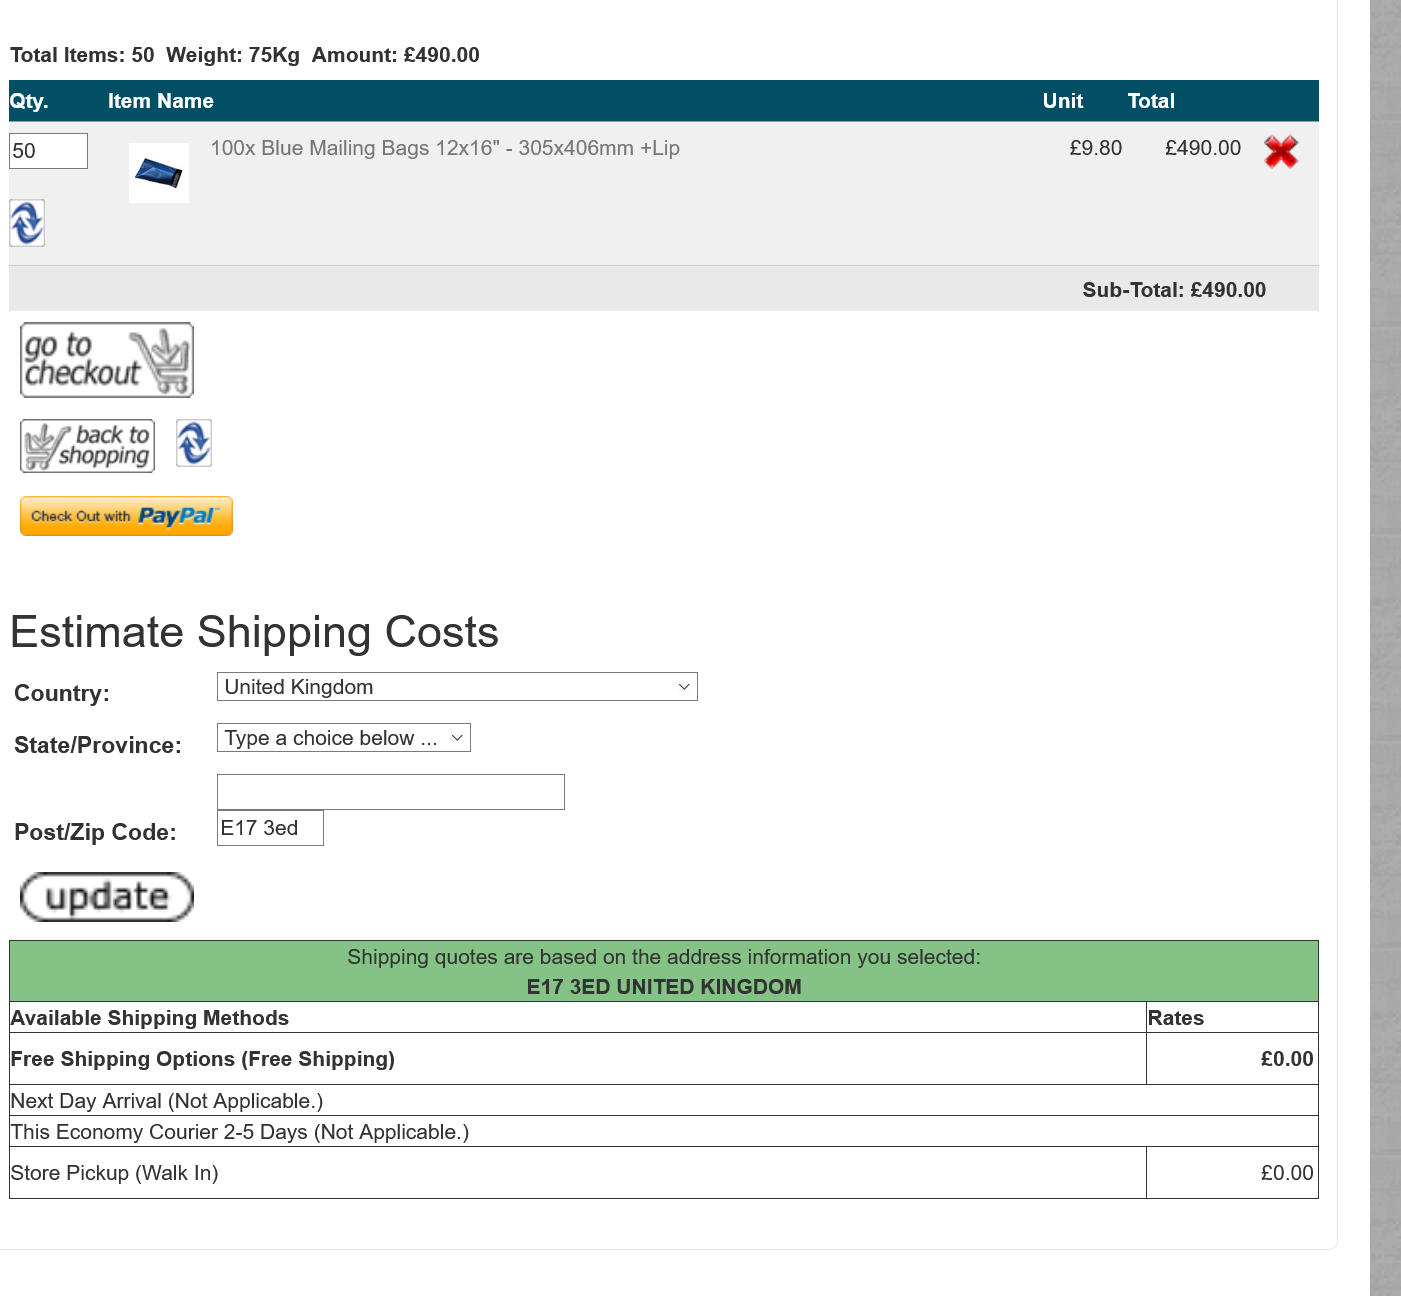 Total Items: 50  Weight: 75Kg  Amount: £490.00
Qty. Item Name Unit Total
50 100x Blue Mailing Bags 12x16" - 305x406mm +Lip £9.80 £490.00
Sub-Total: £490.00
go to
checkout
back to
shopping
Check Out with PayPal
Estimate Shipping Costs
Country: United Kingdom
State/Province: Type a choice below ...
Post/Zip Code: E17 3ed
update
Shipping quotes are based on the address information you selected:
E17 3ED UNITED KINGDOM
Available Shipping Methods Rates
Free Shipping Options (Free Shipping) £0.00
Next Day Arrival (Not Applicable.)
This Economy Courier 2-5 Days (Not Applicable.)
Store Pickup (Walk In) £0.00